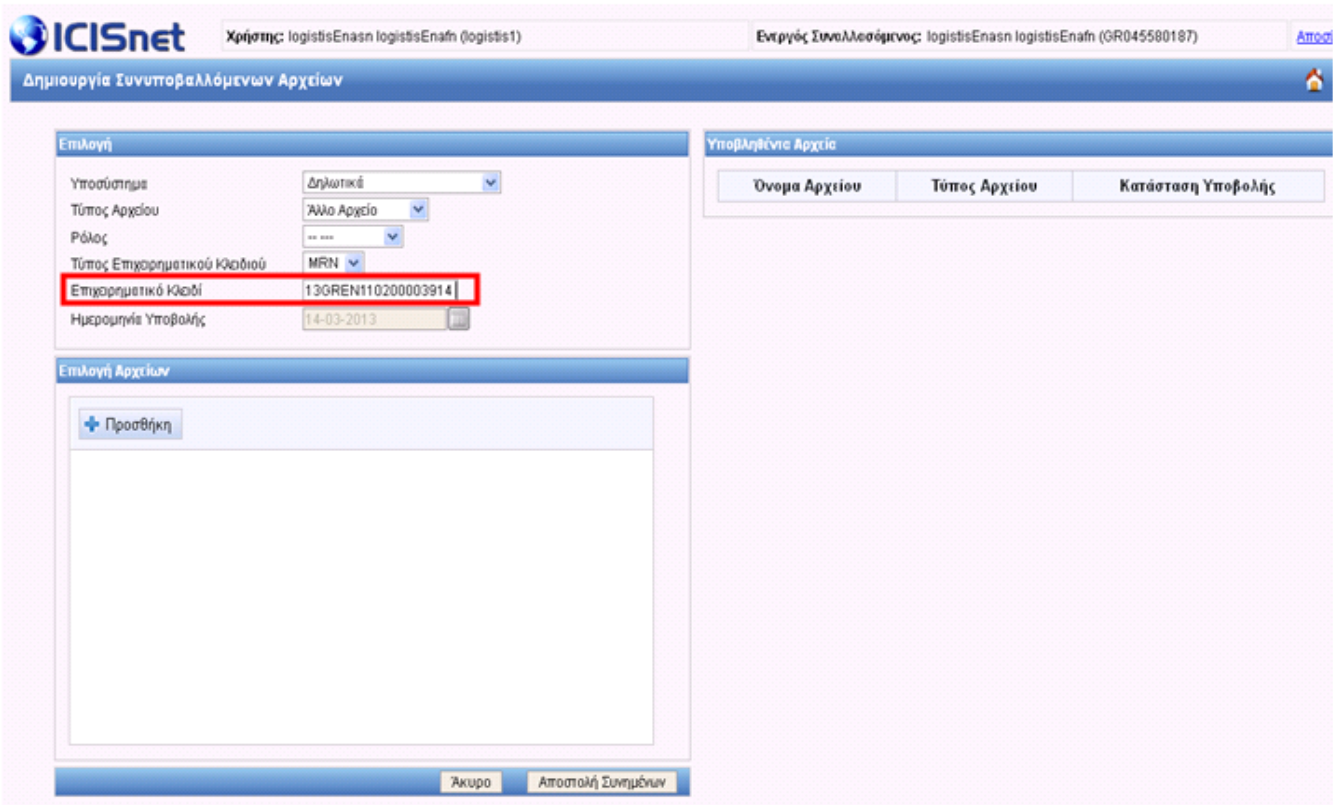 ICISnet
Χρήστης: logistisEnasn logistisEnafn (logistis1)
Ενεργός Συναλλασόμενος: logistisEnasn logistisEnafn (GR045580187)
Δημιουργία Συνυποβαλλόμενων Αρχείων
Επιλογή
Υποσύστημα Δηλωτικά
Τύπος Αρχείου Άλλο Αρχείο
Ρόλος -- ---
Τύπος Επιχειρηματικού Κλειδιού MRN
Επιχειρηματικό Κλειδί 13GREN110200003914
Ημερομηνία Υποβολής 14-03-2013
Υποβληθέντα Αρχεία
Όνομα Αρχείου Τύπος Αρχείου Κατάσταση Υποβολής
Επιλογή Αρχείων
Προσθήκη
Άκυρο Αποστολή Συνημένων